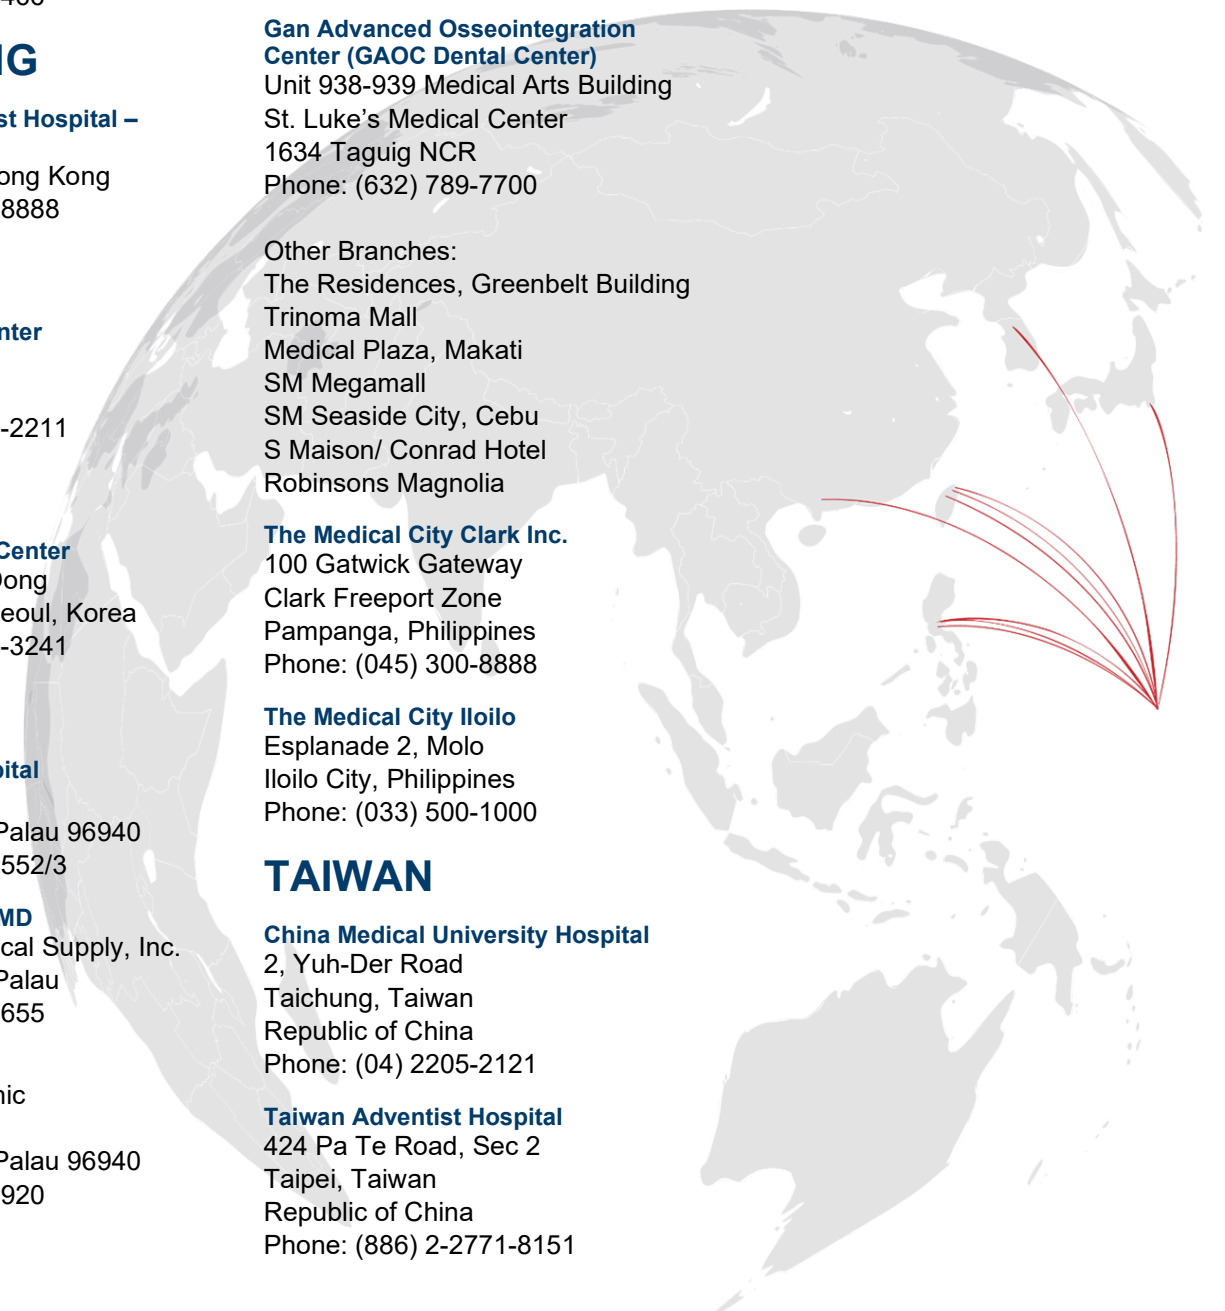 NG
st Hospital –
ong Kong
8888
nter
-2211
Center
Dong
eoul, Korea
-3241
pital
Palau 96940
552/3
MD
cal Supply, Inc.
Palau
655
nic
Palau 96940
920
Gan Advanced Osseointegration
Center (GAOC Dental Center)
Unit 938-939 Medical Arts Building
St. Luke’s Medical Center
1634 Taguig NCR
Phone: (632) 789-7700
Other Branches:
The Residences, Greenbelt Building
Trinoma Mall
Medical Plaza, Makati
SM Megamall
SM Seaside City, Cebu
S Maison/ Conrad Hotel
Robinsons Magnolia
The Medical City Clark Inc.
100 Gatwick Gateway
Clark Freeport Zone
Pampanga, Philippines
Phone: (045) 300-8888
The Medical City Iloilo
Esplanade 2, Molo
Iloilo City, Philippines
Phone: (033) 500-1000
TAIWAN
China Medical University Hospital
2, Yuh-Der Road
Taichung, Taiwan
Republic of China
Phone: (04) 2205-2121
Taiwan Adventist Hospital
424 Pa Te Road, Sec 2
Taipei, Taiwan
Republic of China
Phone: (886) 2-2771-8151